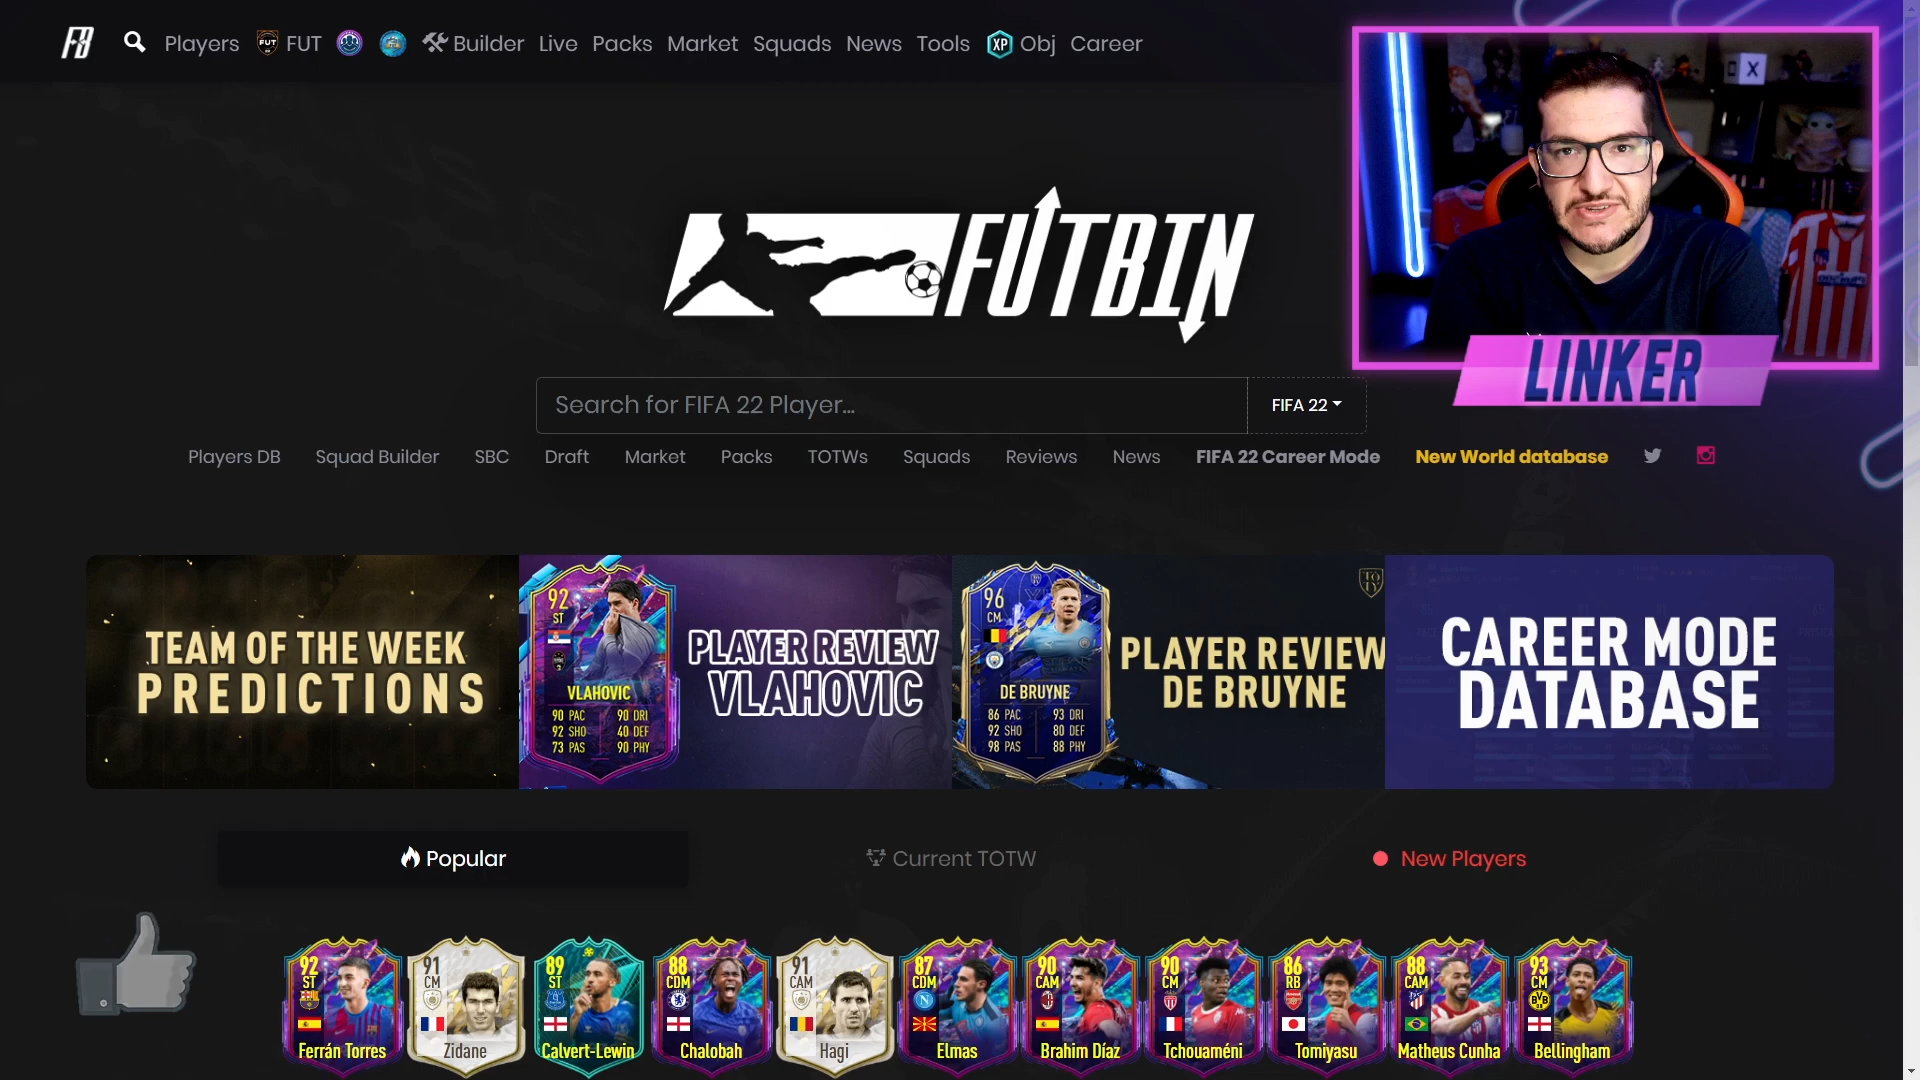 FB Players FUT FUT Builder Live Packs Market Squads News Tools XP Obj Career
X
FUTBIN
LINKER
Search for FIFA 22 Player...
FIFA 22
Players DB Squad Builder SBC Draft Market Packs TOTWs Squads Reviews News FIFA 22 Career Mode New World database
TEAM OF THE WEEK
PREDICTIONS
92
ST
VLAHOVIC
90 PAC 90 DRI
92 SHO 40 DEF
73 PAS 90 PHY
PLAYER REVIEW
VLAHOVIC
96
CM
DE BRUYNE
86 PAC 93 DRI
92 SHO 80 DEF
98 PAS 88 PHY
PLAYER REVIEW
DE BRUYNE
CAREER MODE
DATABASE
Popular
Current TOTW
New Players
92
ST
Ferrán Torres
91
CM
Zidane
89
ST
Calvert-Lewin
88
CDM
Chalobah
91
CAM
Hagi
87
CDM
Elmas
90
CAM
Brahim Díaz
90
CM
Tchouaméni
86
RB
Tomiyasu
88
CAM
Matheus Cunha
93
CM
Bellingham